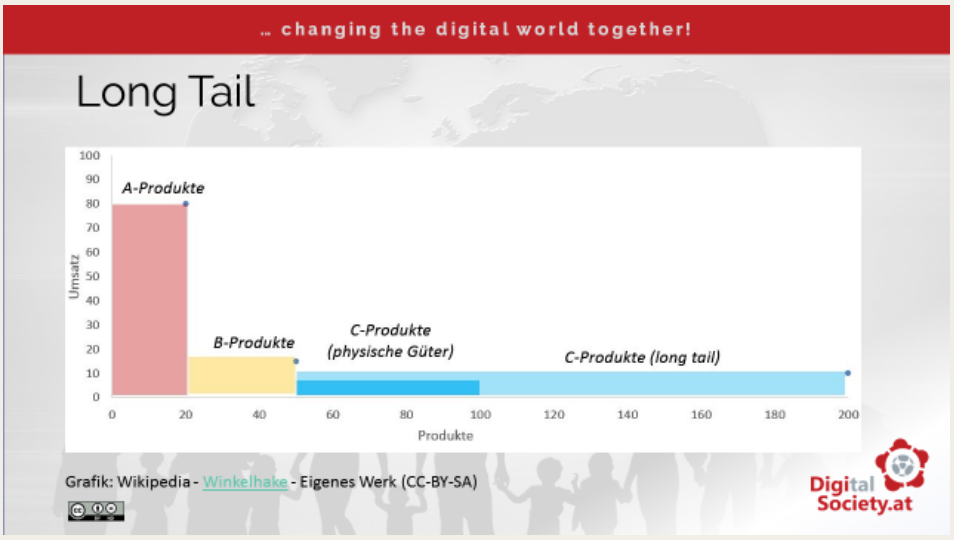 … changing the digital world together!
Long Tail
100
90
80
70
60
50
40
30
20
10
0
Umsatz
A-Produkte
B-Produkte
C-Produkte
(physische Güter)
C-Produkte (long tail)
0 20 40 60 80 100 120 140 160 180 200
Produkte
Grafik: Wikipedia - Winkelhake - Eigenes Werk (CC-BY-SA)
cc
Digital
Society.at